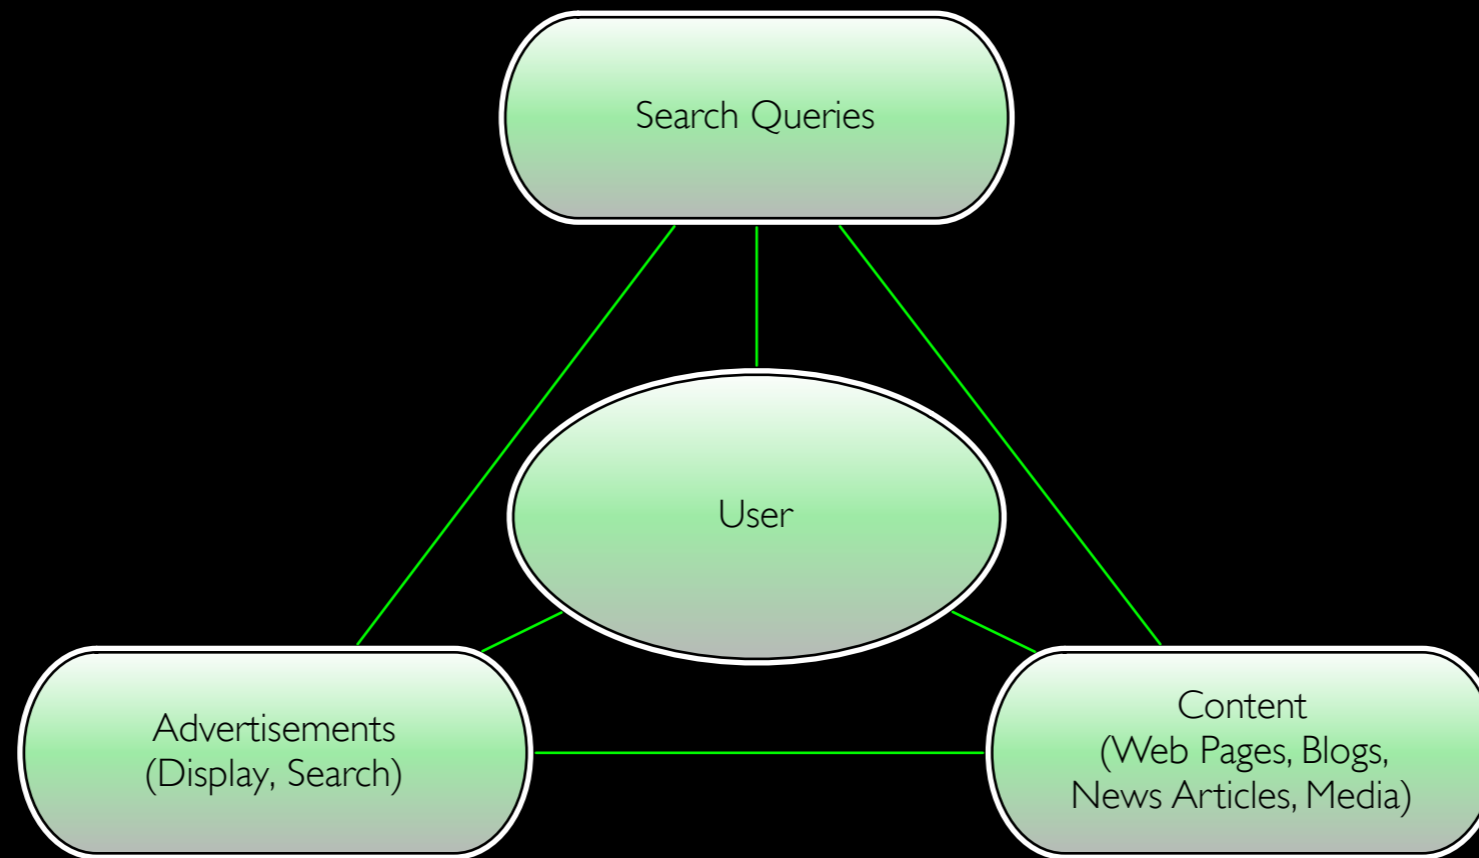 Search Queries
User
Advertisements
(Display, Search)
Content
(Web Pages, Blogs,
News Articles, Media)